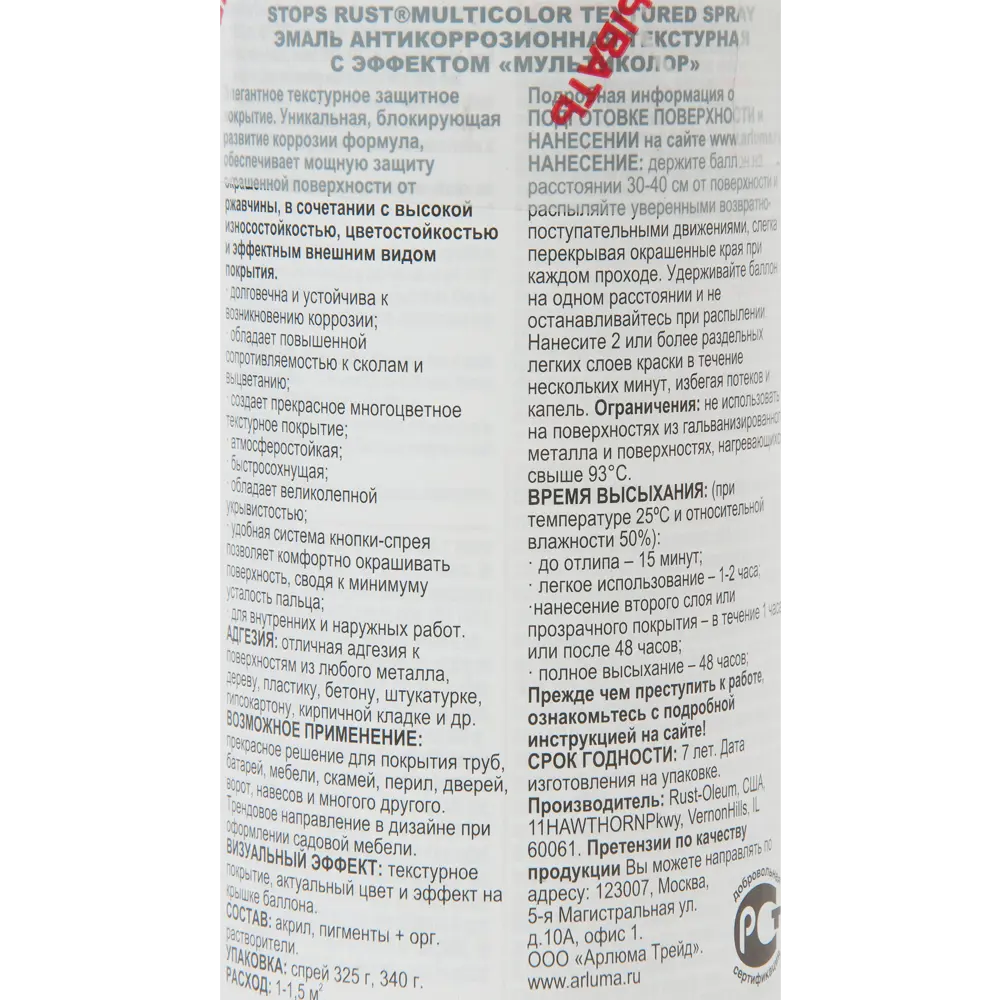 STOPS RUST®MULTICOLOR TEXTURED SPRAY
ЭМАЛЬ АНТИКОРРОЗИОННАЯ ТЕКСТУРНАЯ
С ЭФФЕКТОМ «МУЛЬТИКОЛОР»
Элегантное текстурное защитное
покрытие. Уникальная, блокирующая
развитие коррозии формула,
обеспечивает мощную защиту
окрашенной поверхности от
ржавчины, в сочетании с высокой
износостойкостью, цветостойкостью
и эффектным внешним видом
покрытия.
· долговечна и устойчива к
возникновению коррозии;
· обладает повышенной
сопротивляемостью к сколам и
выцветанию;
· создает прекрасное многоцветное
текстурное покрытие;
· атмосферостойкая;
· быстросохнущая;
· обладает великолепной
укрывистостью;
· удобная система кнопки-спрея
позволяет комфортно окрашивать
поверхность, сводя к минимуму
усталость пальца;
· для внутренних и наружных работ.
АДГЕЗИЯ: отличная адгезия к
поверхностям из любого металла,
дереву, пластику, бетону, штукатурке,
гипсокартону, кирпичной кладке и др.
ВОЗМОЖНОЕ ПРИМЕНЕНИЕ:
прекрасное решение для покрытия труб,
батарей, мебели, скамей, перил, дверей,
ворот, навесов и многого другого.
Трендовое направление в дизайне при
оформлении садовой мебели.
ВИЗУАЛЬНЫЙ ЭФФЕКТ: текстурное
покрытие, актуальный цвет и эффект на
крышке баллона.
СОСТАВ: акрил, пигменты + орг.
растворители.
УПАКОВКА: спрей 325 г, 340 г.
РАСХОД: 1-1,5 м²
Подробная информация о
ПОДГОТОВКЕ ПОВЕРХНОСТИ и
НАНЕСЕНИИ на сайте www.arluma.ru
НАНЕСЕНИЕ: держите баллон на
расстоянии 30-40 см от поверхности и
распыляйте уверенными возвратно-
поступательными движениями, слегка
перекрывая окрашенные края при
каждом проходе. Удерживайте баллон
на одном расстоянии и не
останавливайтесь при распылении.
Нанесите 2 или более раздельных
легких слоев краски в течение
нескольких минут, избегая потеков и
капель. Ограничения: не использовать
на поверхностях из гальванизированного
металла и поверхностях, нагревающихся
свыше 93°С.
ВРЕМЯ ВЫСЫХАНИЯ: (при
температуре 25°С и относительной
влажности 50%):
· до отлипа – 15 минут;
· легкое использование – 1-2 часа;
·нанесение второго слоя или
прозрачного покрытия – в течение 1 часа
или после 48 часов;
· полное высыхание – 48 часов;
Прежде чем преступить к работе,
ознакомьтесь с подробной
инструкцией на сайте!
СРОК ГОДНОСТИ: 7 лет. Дата
изготовления на упаковке.
Производитель: Rust-Oleum, США,
11HAWTHORNPkwy, VernonHills, IL
60061. Претензии по качеству
продукции Вы можете направлять по
адресу: 123007, Москва,
5-я Магистральная ул.
д.10А, офис 1.
ООО «Арлюма Трейд».
www.arluma.ru
ЫВАТЬ
добровольная
РСТ
сертификация